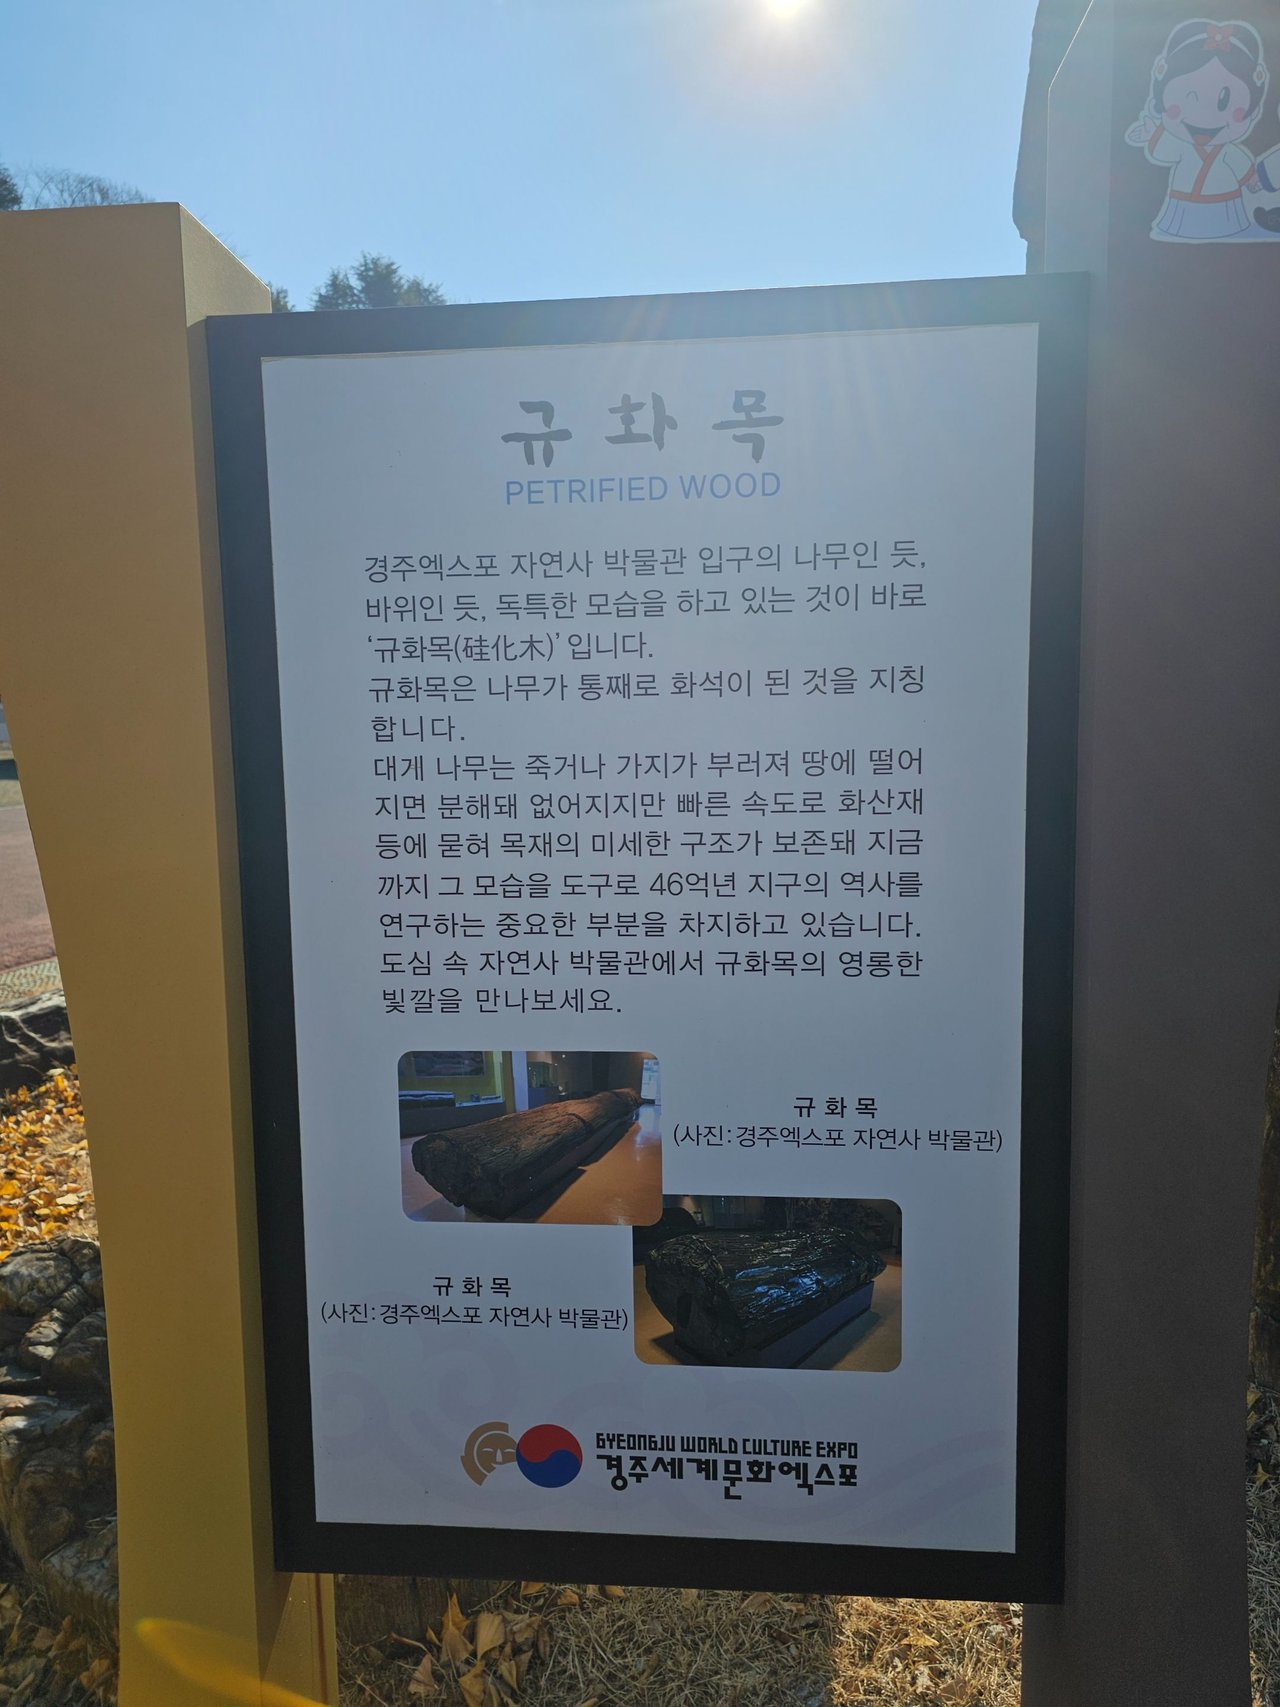 규화목
PETRIFIED WOOD
경주엑스포 자연사 박물관 입구의 나무인 듯,
바위인 듯, 독특한 모습을 하고 있는 것이 바로
‘규화목(硅化木)’입니다.
규화목은 나무가 통째로 화석이 된 것을 지칭
합니다.
대게 나무는 죽거나 가지가 부러져 땅에 떨어
지면 분해돼 없어지지만 빠른 속도로 화산재
등에 묻혀 목재의 미세한 구조가 보존돼 지금
까지 그 모습을 도구로 46억년 지구의 역사를
연구하는 중요한 부분을 차지하고 있습니다.
도심 속 자연사 박물관에서 규화목의 영롱한
빛깔을 만나보세요.
규화목
(사진:경주엑스포 자연사 박물관)
규화목
(사진:경주엑스포 자연사 박물관)
GYEONGJU WORLD CULTURE EXPO
경주세계문화엑스포